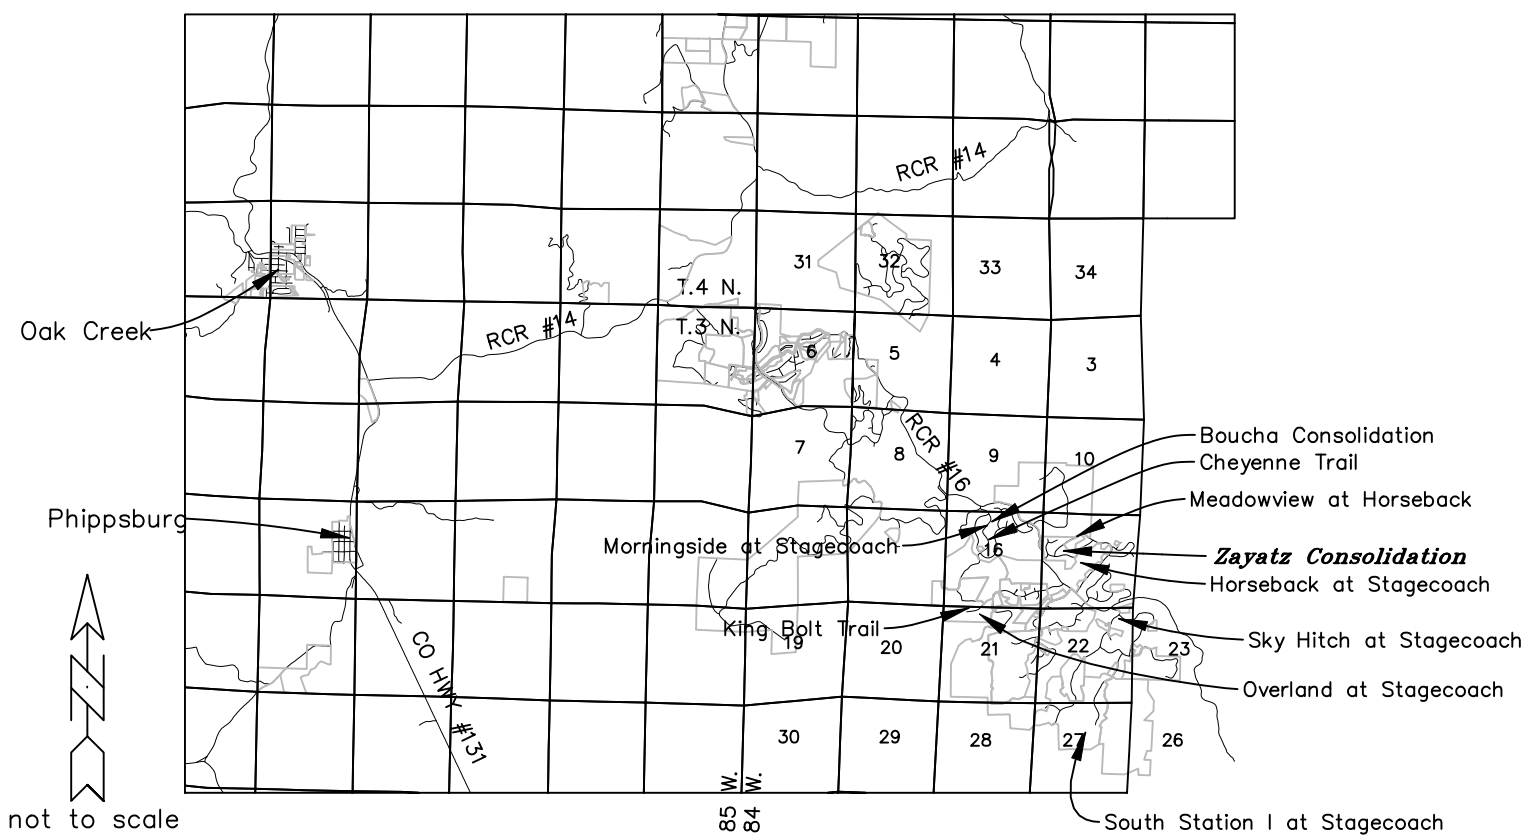 RCR #14
31
32
33
34
T.4 N.
Oak Creek
RCR #14
T.3 N.
6
5
4
3
RCR #16
7
8
9
10
Boucha Consolidation
Cheyenne Trail
Meadowview at Horseback
Phippsburg
Morningside at Stagecoach
16
Zayatz Consolidation
Horseback at Stagecoach
King Bolt Trail
19
20
21
22
23
Sky Hitch at Stagecoach
CO HWY #131
Overland at Stagecoach
30
29
28
27
26
85 W.
84 W.
not to scale
South Station I at Stagecoach